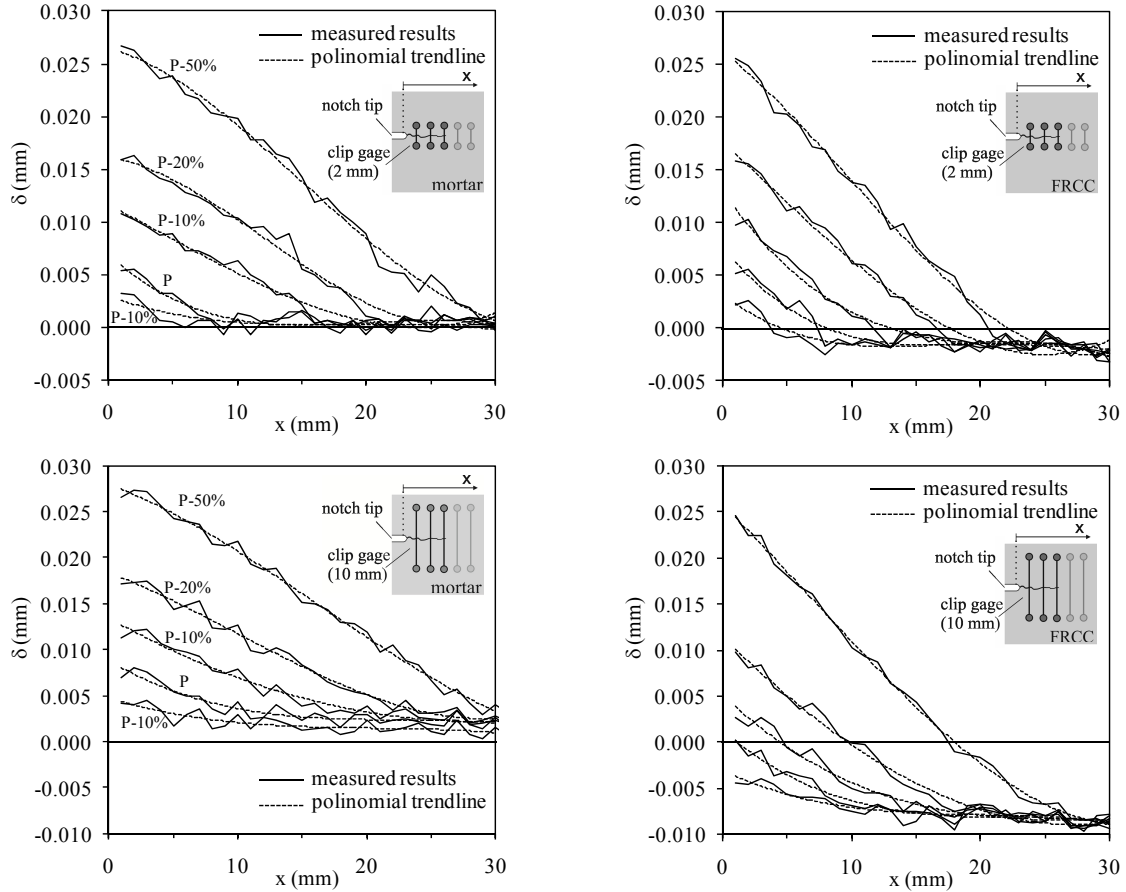 0.030
0.025
0.020
0.015
0.010
0.005
0.000
-0.005
δ (mm)
0
10
20
30
x (mm)
measured results
polinomial trendline
x
notch tip
clip gage
(2 mm)
mortar
P-50%
P-20%
P-10%
P
P-10%
0.030
0.025
0.020
0.015
0.010
0.005
0.000
-0.005
δ (mm)
0
10
20
30
x (mm)
measured results
polinomial trendline
x
notch tip
clip gage
(2 mm)
FRCC
0.030
0.025
0.020
0.015
0.010
0.005
0.000
-0.005
-0.010
δ (mm)
0
10
20
30
x (mm)
x
notch tip
clip gage
(10 mm)
mortar
P-50%
P-20%
P-10%
P
P-10%
measured results
polinomial trendline
0.030
0.025
0.020
0.015
0.010
0.005
0.000
-0.005
-0.010
δ (mm)
0
10
20
30
x (mm)
measured results
polinomial trendline
x
notch tip
clip gage
(10 mm)
FRCC